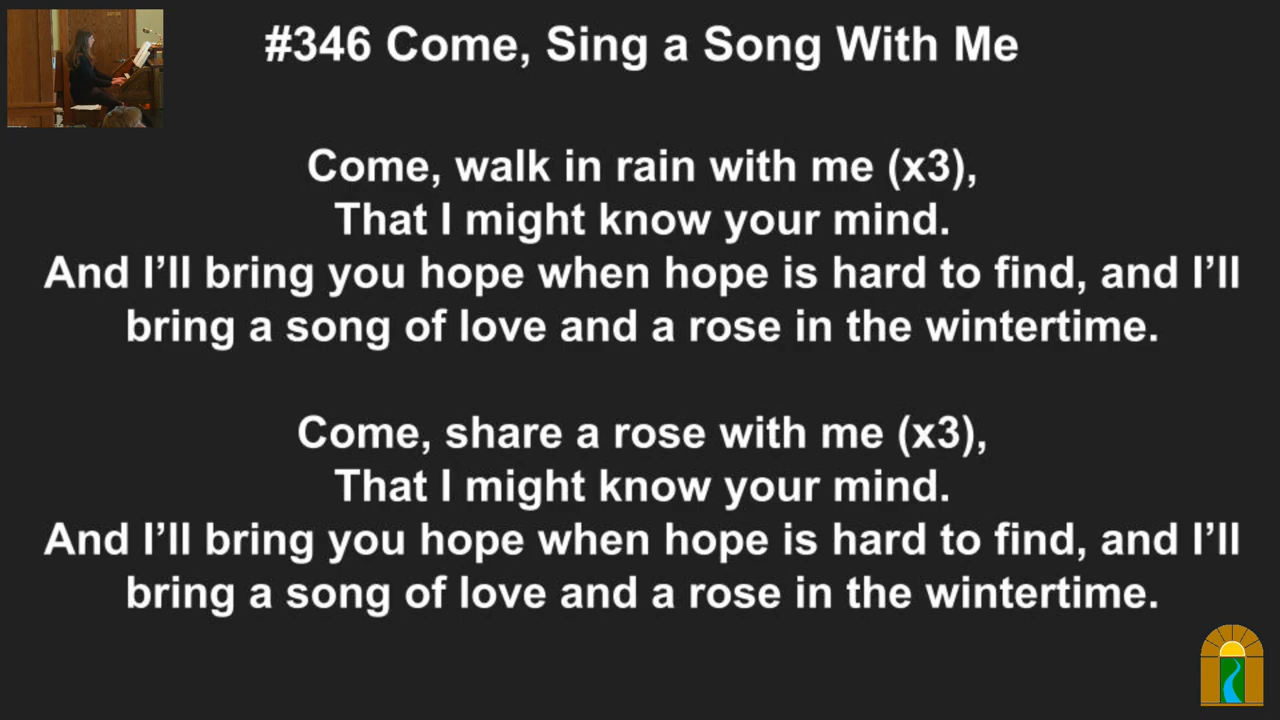 #346 Come, Sing a Song With Me
Come, walk in rain with me (x3),
That I might know your mind.
And I’ll bring you hope when hope is hard to find, and I’ll
bring a song of love and a rose in the wintertime.
Come, share a rose with me (x3),
That I might know your mind.
And I’ll bring you hope when hope is hard to find, and I’ll
bring a song of love and a rose in the wintertime.